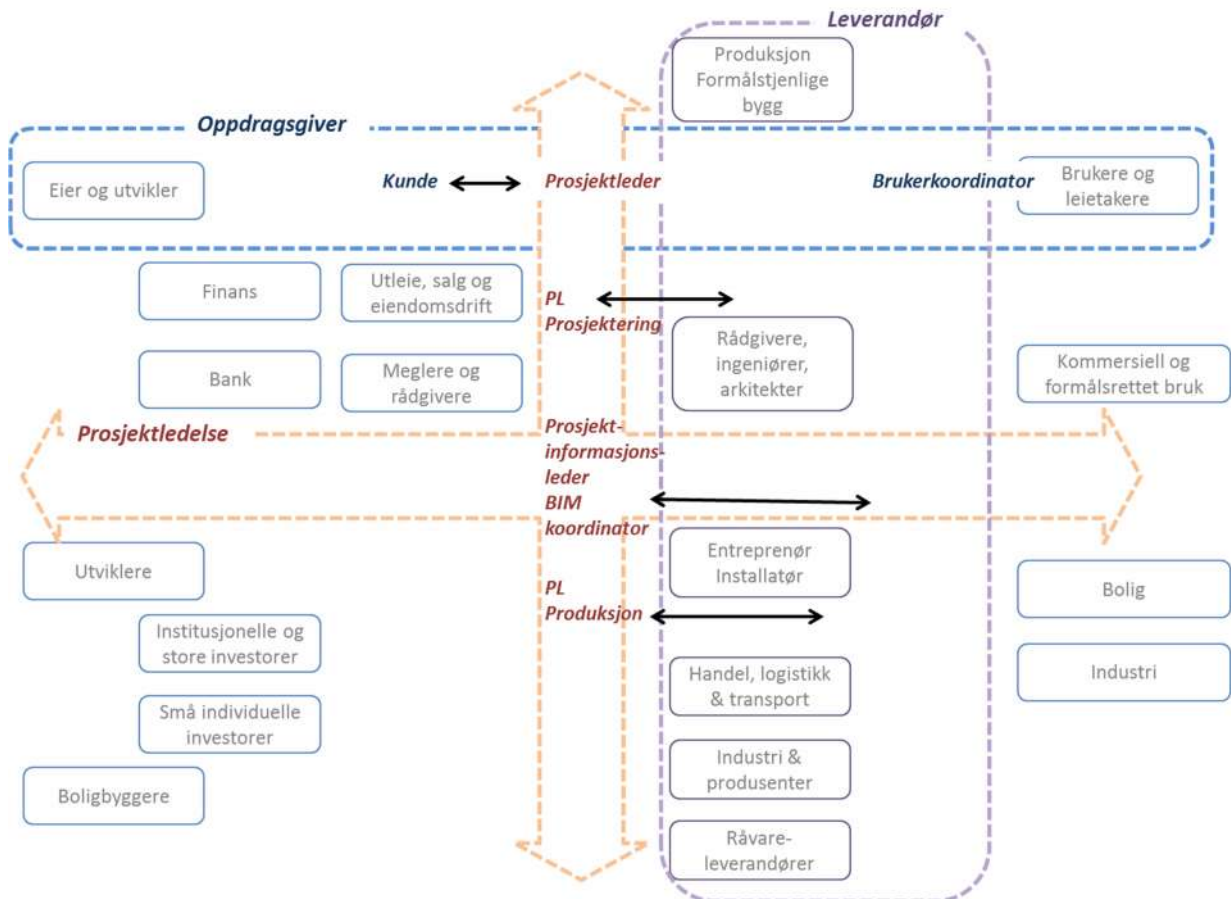 Leverandør
Produksjon
Formålstjenlige
bygg
Oppdragsgiver
Eier og utvikler
Kunde
Prosjektleder
Brukerkoordinator
Brukere og
leietakere
Finans
Utleie, salg og
eiendomsdrift
PL
Prosjektering
Rådgivere,
ingeniører,
arkitekter
Bank
Meglere og
rådgivere
Kommersiell og
formålsrettet bruk
Prosjektledelse
Prosjekt-
informasjons-
leder
BIM
koordinator
Utviklere
Entreprenør
Installatør
Bolig
PL
Produksjon
Institusjonelle og
store investorer
Handel, logistikk
& transport
Industri
Små individuelle
investorer
Industri &
produsenter
Boligbyggere
Råvare-
leverandører